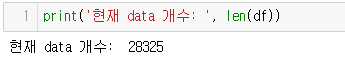 1 print('현재 data 개수: ', len(df))
현재 data 개수:  28325